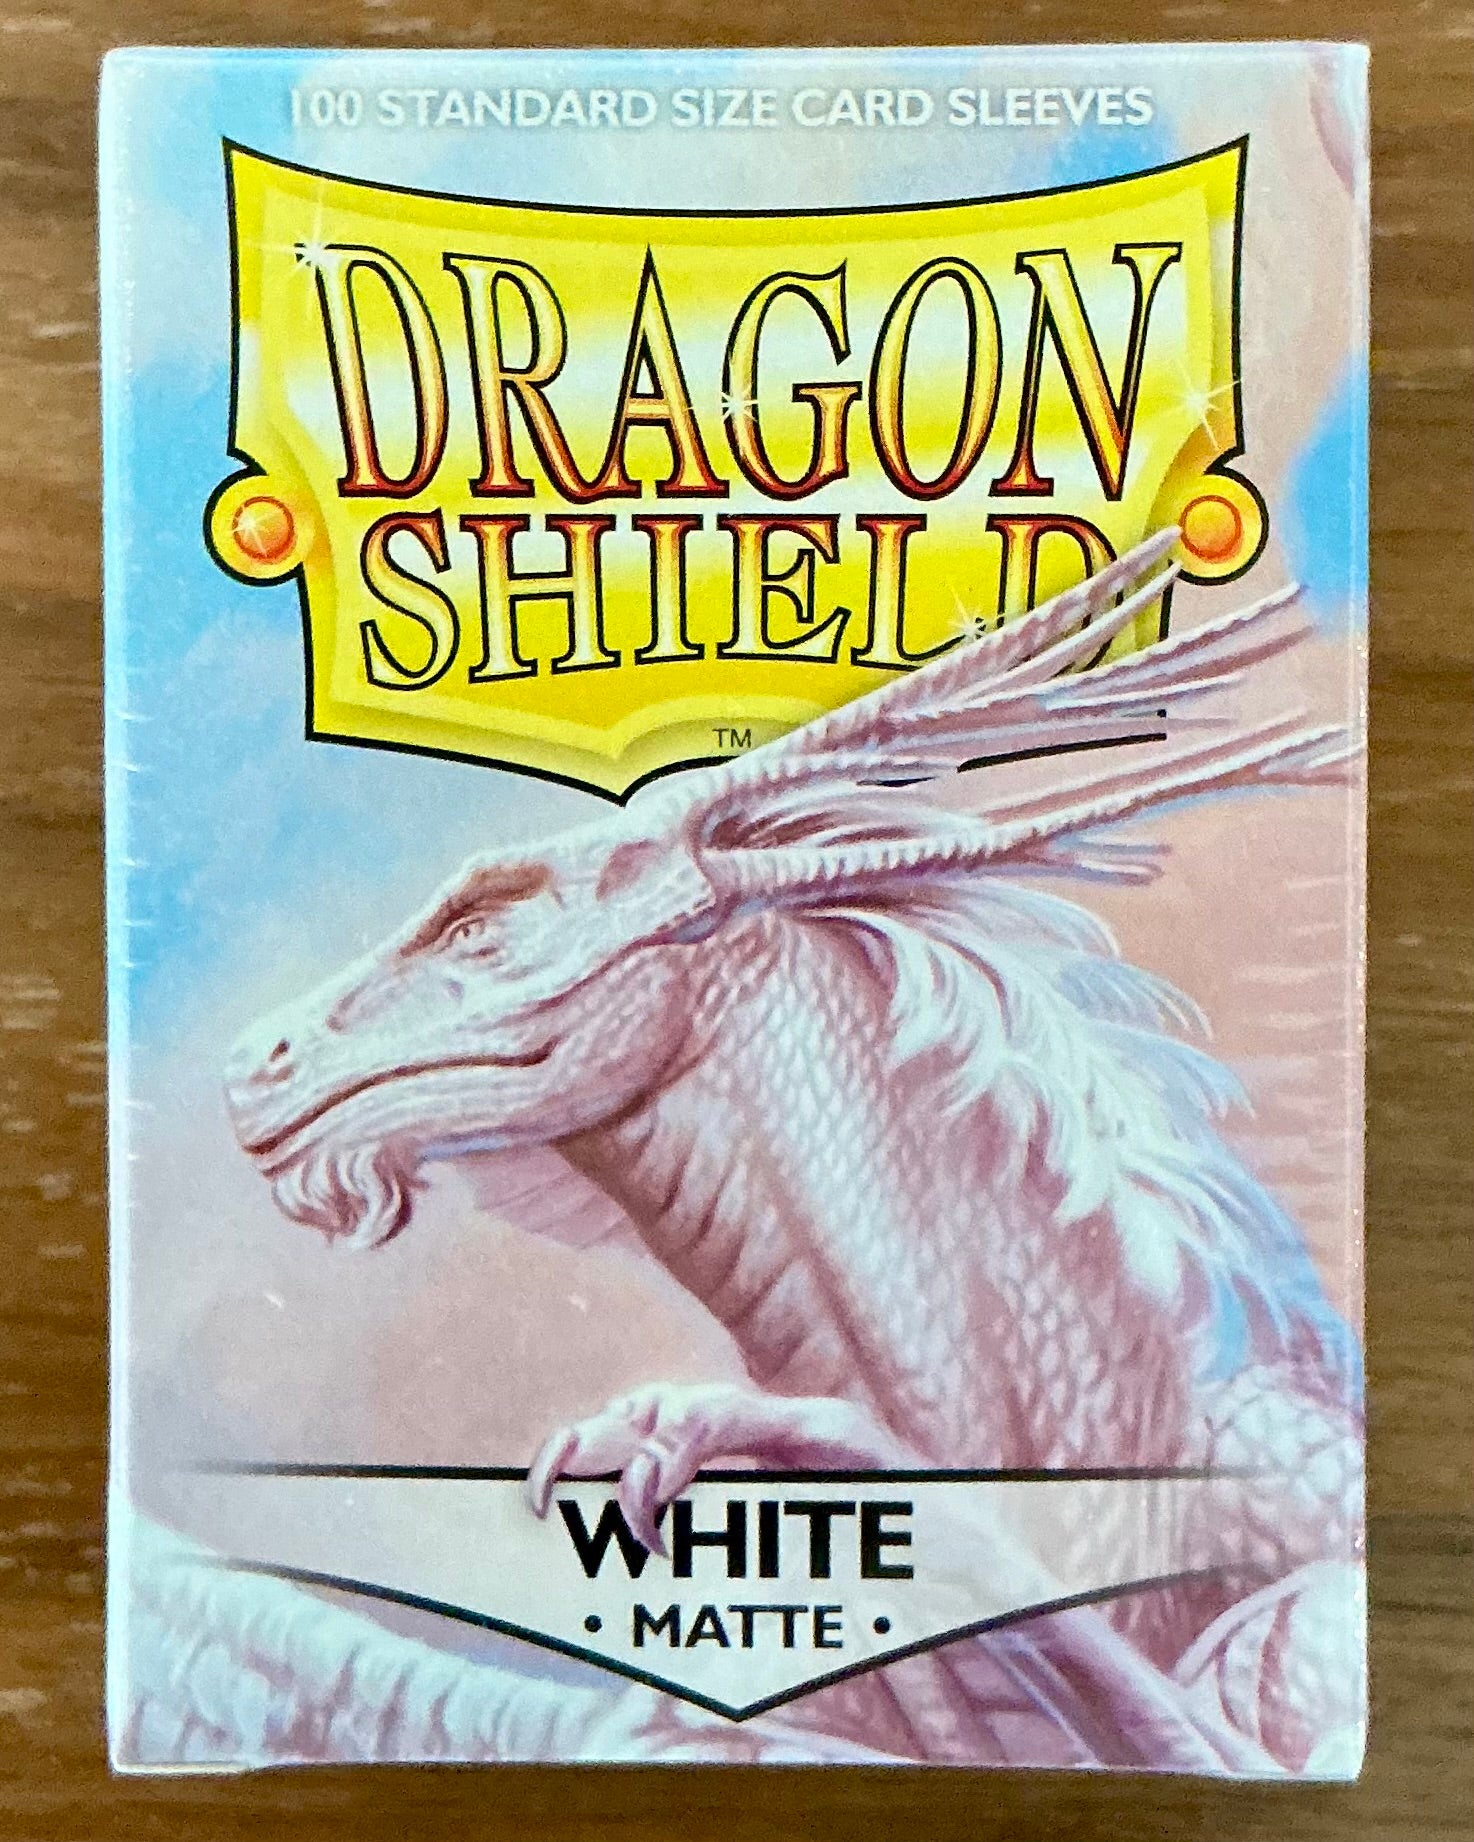 100 STANDARD SIZE CARD SLEEVES
DRAGON
SHIELD
TM
WHITE
• MATTE •